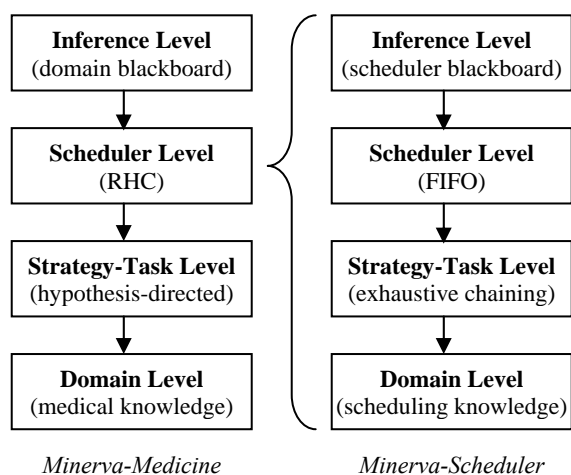 Inference Level
(domain blackboard)
Scheduler Level
(RHC)
Strategy-Task Level
(hypothesis-directed)
Domain Level
(medical knowledge)
Minerva-Medicine
Inference Level
(scheduler blackboard)
Scheduler Level
(FIFO)
Strategy-Task Level
(exhaustive chaining)
Domain Level
(scheduling knowledge)
Minerva-Scheduler